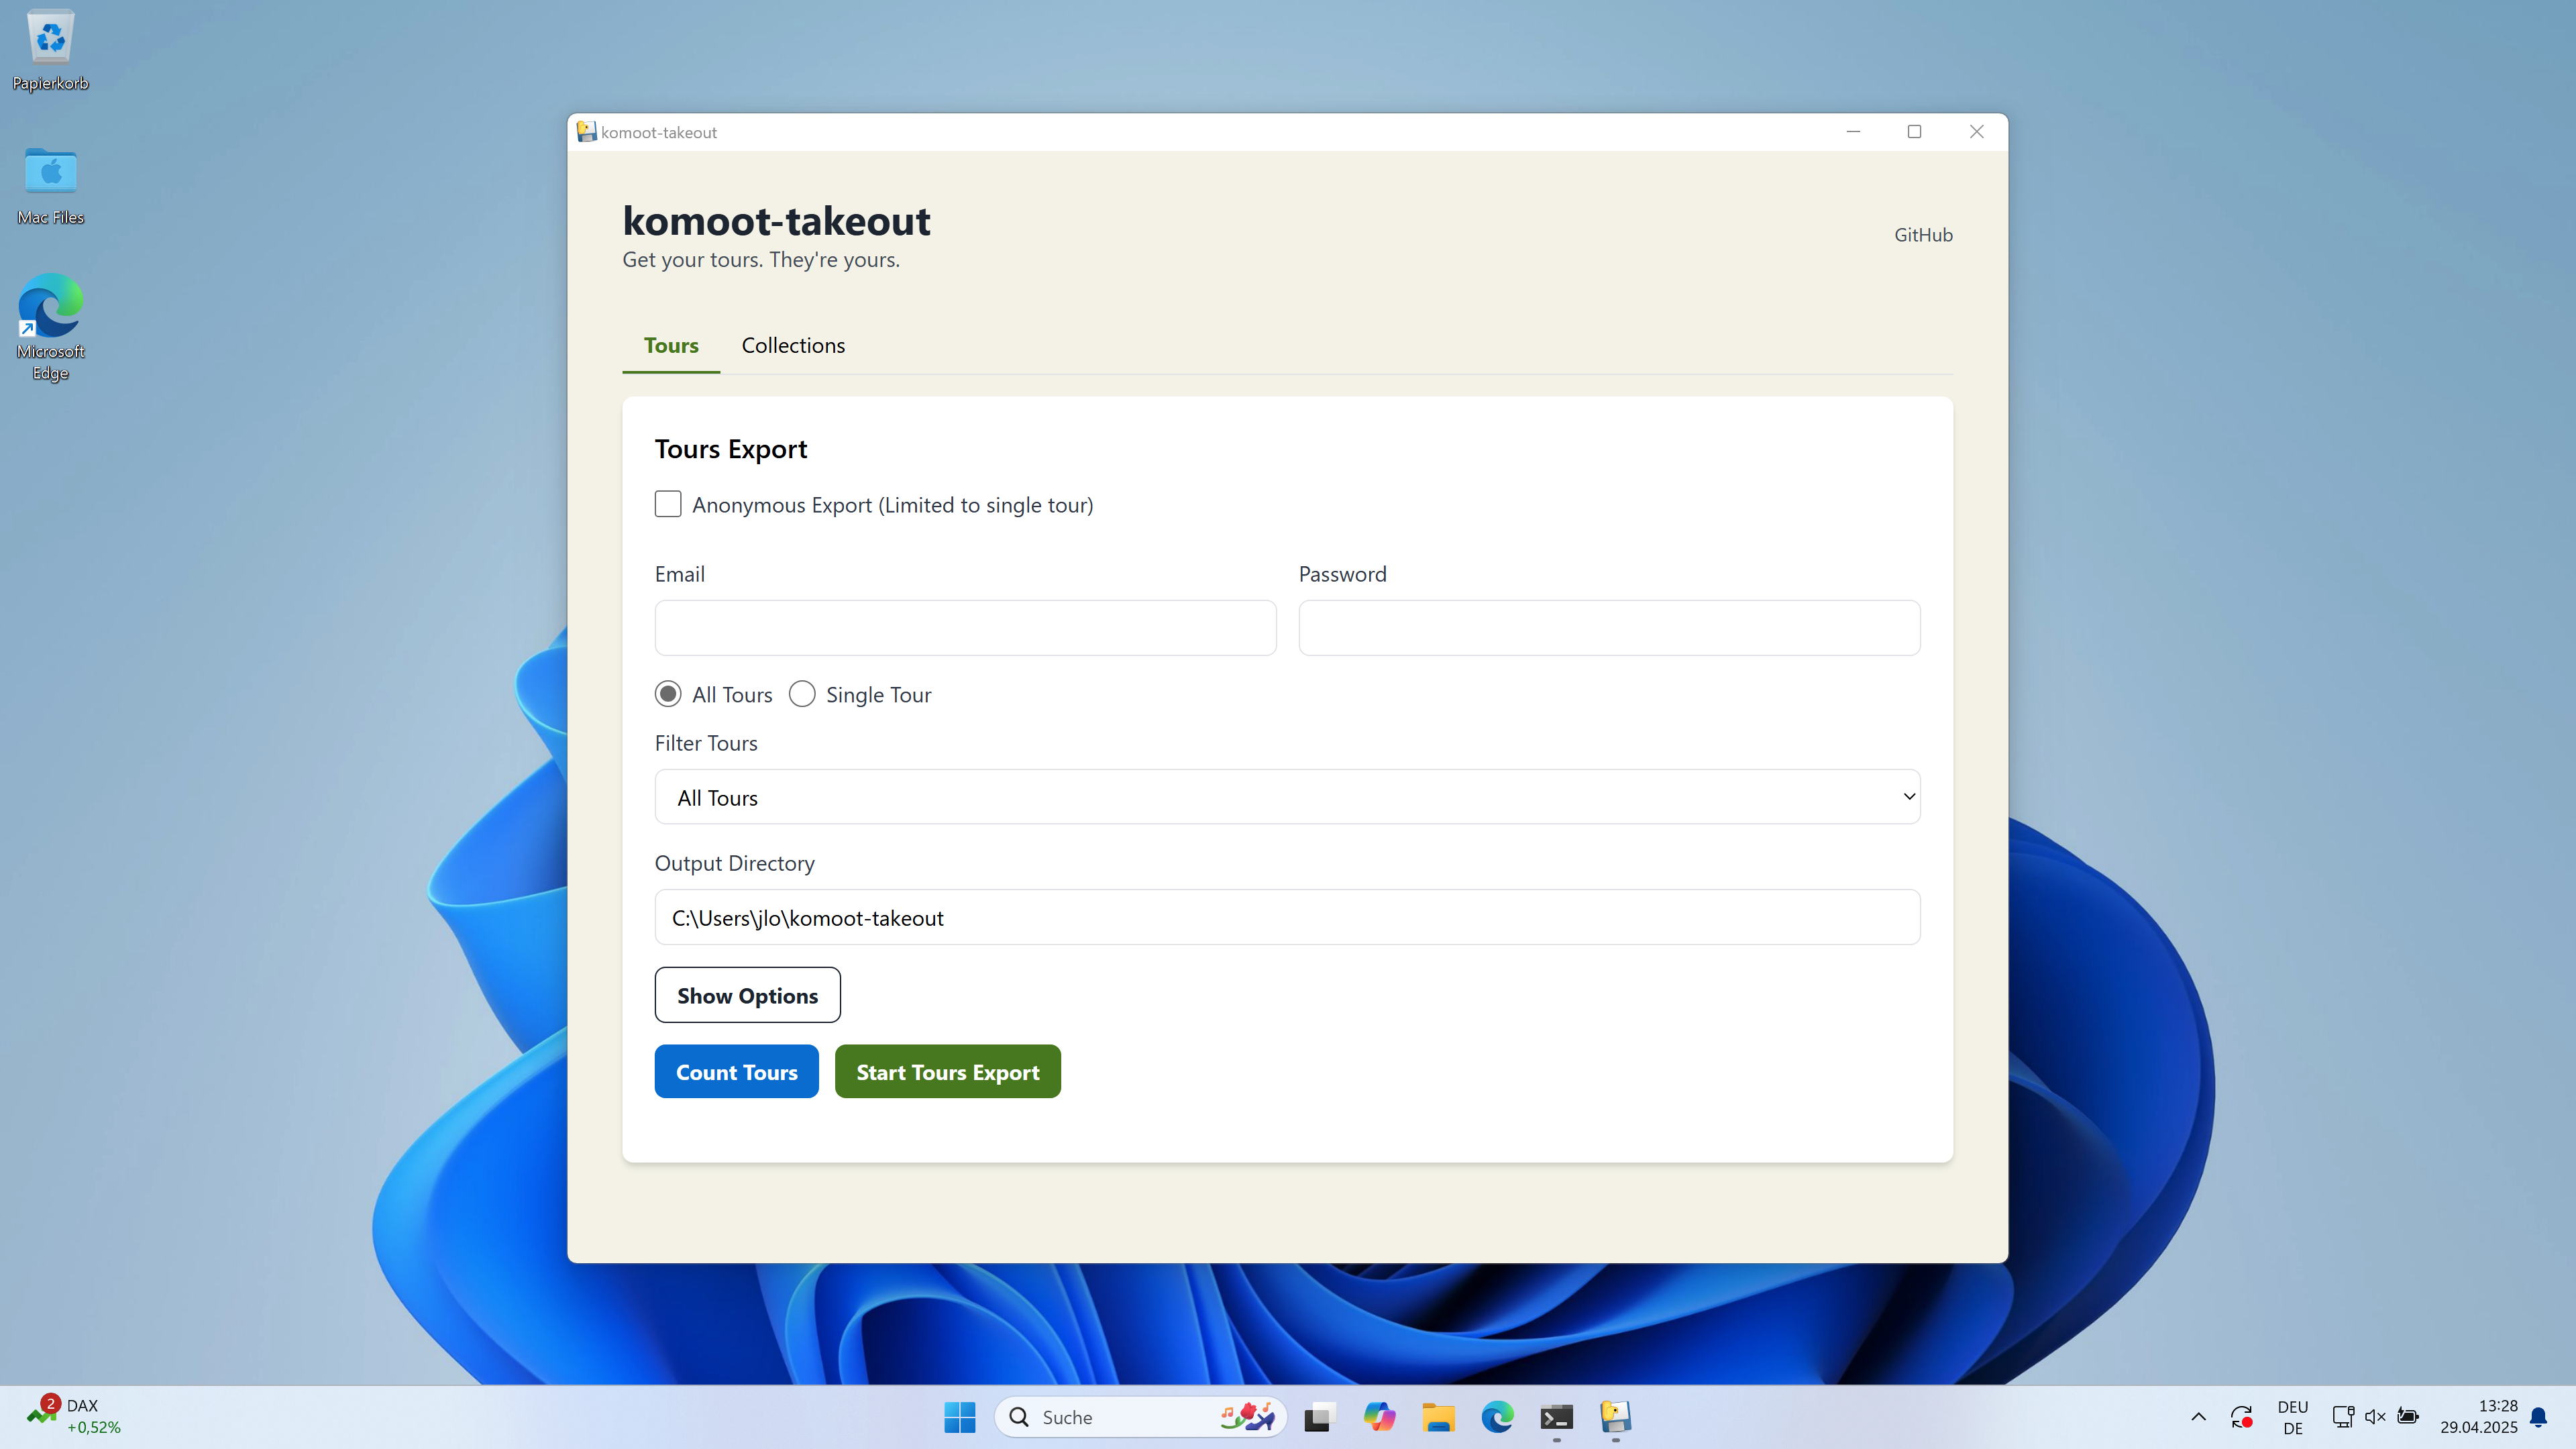 Papierkorb
Mac Files
Microsoft
Edge
komoot-takeout
komoot-takeout
Get your tours. They're yours.
GitHub
Tours
Collections
Tours Export
Anonymous Export (Limited to single tour)
Email
Password
All Tours
Single Tour
Filter Tours
All Tours
Output Directory
C:\Users\jlo\komoot-takeout
Show Options
Count Tours
Start Tours Export
2
DAX
+0,52%
Suche
DEU
DE
13:28
29.04.2025